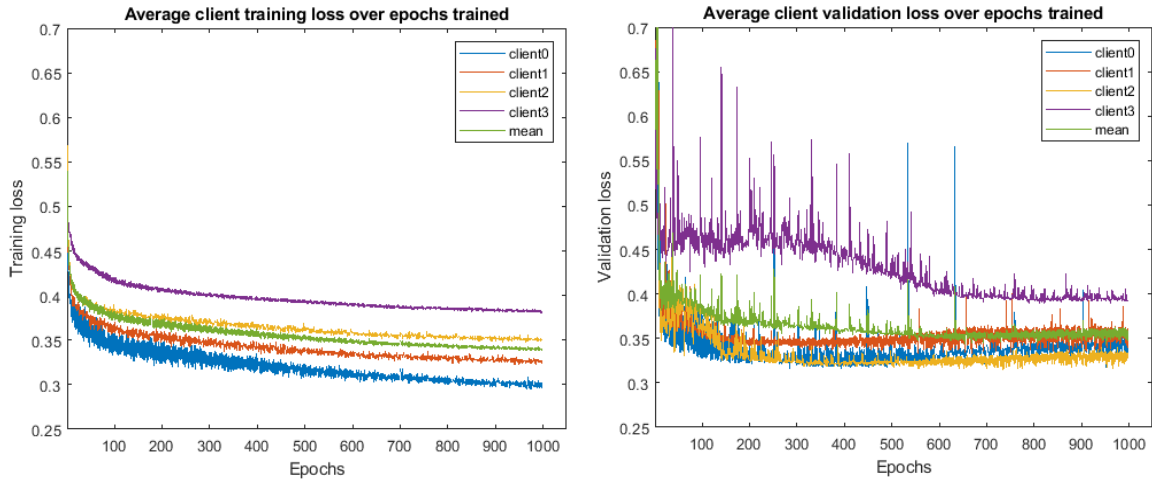 Average client training loss over epochs trained
0.7
0.65
0.6
0.55
0.5
0.45
0.4
0.35
0.3
0.25
Training loss
client0
client1
client2
client3
mean
100 200 300 400 500 600 700 800 900 1000
Epochs
Average client validation loss over epochs trained
0.7
0.65
0.6
0.55
0.5
0.45
0.4
0.35
0.3
0.25
Validation loss
client0
client1
client2
client3
mean
100 200 300 400 500 600 700 800 900 1000
Epochs